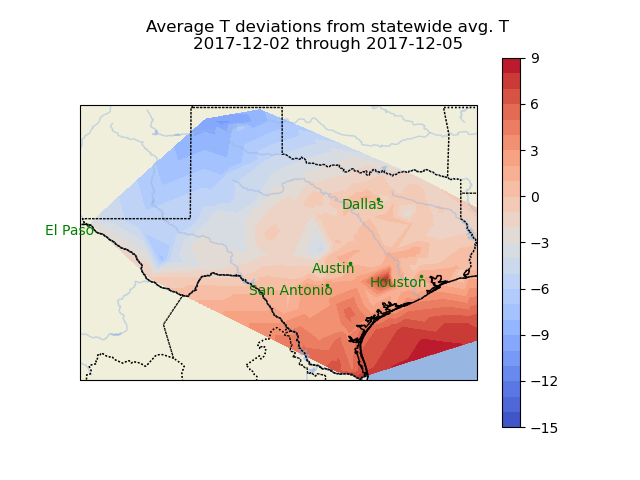 Average T deviations from statewide avg. T
2017-12-02 through 2017-12-05
9
6
3
0
−3
−6
−9
−12
−15
Dallas
El Paso
Austin
Houston
San Antonio